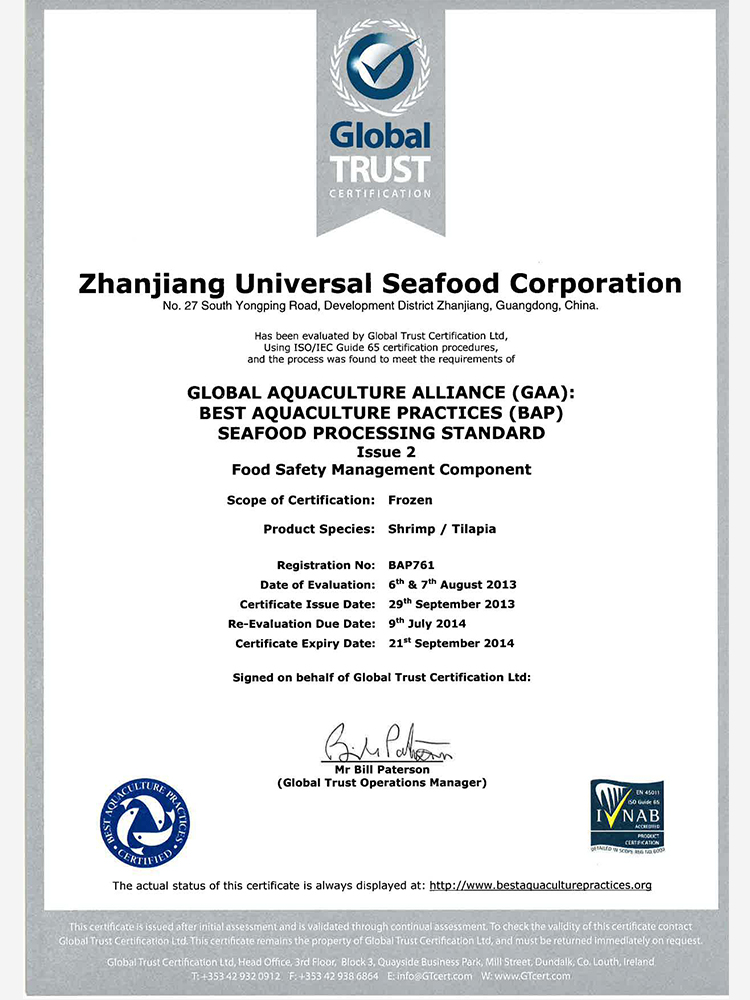 Global
TRUST
CERTIFICATION
Zhanjiang Universal Seafood Corporation
No. 27 South Yongping Road, Development District Zhanjiang, Guangdong, China.
Has been evaluated by Global Trust Certification Ltd,
Using ISO/IEC Guide 65 certification procedures,
and the process was found to meet the requirements of
GLOBAL AQUACULTURE ALLIANCE (GAA):
BEST AQUACULTURE PRACTICES (BAP)
SEAFOOD PROCESSING STANDARD
Issue 2
Food Safety Management Component
Scope of Certification: Frozen
Product Species: Shrimp / Tilapia
Registration No: BAP761
Date of Evaluation: 6th & 7th August 2013
Certificate Issue Date: 29th September 2013
Re-Evaluation Due Date: 9th July 2014
Certificate Expiry Date: 21st September 2014
Signed on behalf of Global Trust Certification Ltd:
Bill Paterson
Mr Bill Paterson
(Global Trust Operations Manager)
BEST AQUACULTURE PRACTICES
CERTIFIED
EN 45011
ISO Guide 65
INAB
ACCREDITED
PRODUCT
CERTIFICATION
DETAILED IN SCOPE REG NO.
The actual status of this certificate is always displayed at: http://www.bestaquaculturepractices.org
This certificate is issued after initial assessment and is validated through continual assessment. To check the validity of this certificate contact
Global Trust Certification Ltd. This certificate remains the property of Global Trust Certification Ltd, and must be returned immediately on request.
Global Trust Certification Ltd, Head Office, 3rd Floor, Block 3, Quayside Business Park, Mill Street, Dundalk, Co. Louth, Ireland
T: +353 42 932 0912 F: +353 42 938 6864 E: info@GTcert.com W: www.GTcert.com